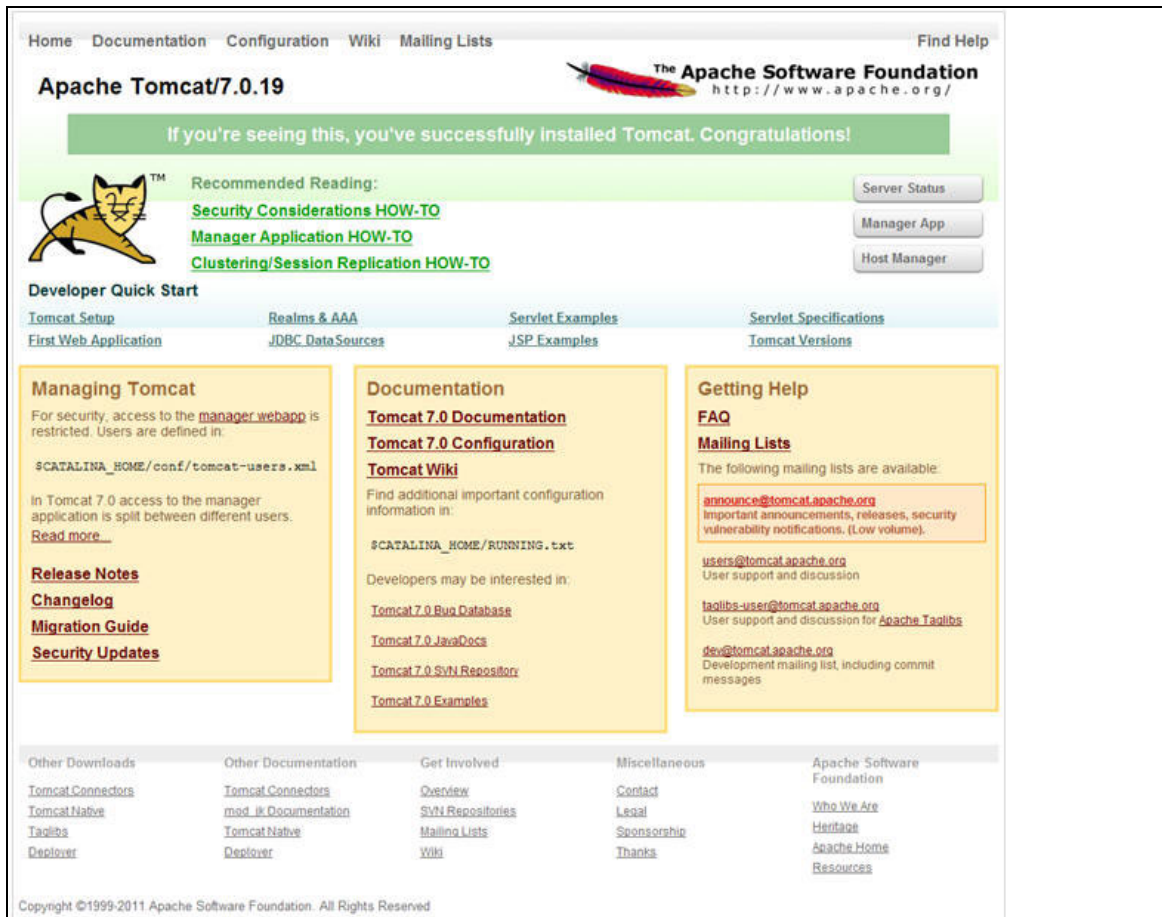 Home Documentation Configuration Wiki Mailing Lists Find Help
Apache Tomcat/7.0.19
The Apache Software Foundation
http://www.apache.org/
If you're seeing this, you've successfully installed Tomcat. Congratulations!
TM
Recommended Reading:
Security Considerations HOW-TO
Manager Application HOW-TO
Clustering/Session Replication HOW-TO
Server Status
Manager App
Host Manager
Developer Quick Start
Tomcat Setup Realms & AAA Servlet Examples Servlet Specifications
First Web Application JDBC DataSources JSP Examples Tomcat Versions
Managing Tomcat
For security, access to the manager webapp is
restricted. Users are defined in:
$CATALINA_HOME/conf/tomcat-users.xml
In Tomcat 7.0 access to the manager
application is split between different users.
Read more...
Release Notes
Changelog
Migration Guide
Security Updates
Documentation
Tomcat 7.0 Documentation
Tomcat 7.0 Configuration
Tomcat Wiki
Find additional important configuration
information in:
$CATALINA_HOME/RUNNING.txt
Developers may be interested in:
Tomcat 7.0 Bug Database
Tomcat 7.0 JavaDocs
Tomcat 7.0 SVN Repository
Tomcat 7.0 Examples
Getting Help
FAQ
Mailing Lists
The following mailing lists are available:
announce@tomcat.apache.org
Important announcements, releases, security
vulnerability notifications. (Low volume).
users@tomcat.apache.org
User support and discussion
taglibs-user@tomcat.apache.org
User support and discussion for Apache Taglibs
dev@tomcat.apache.org
Development mailing list, including commit
messages
Other Downloads
Tomcat Connectors
Tomcat Native
Taglibs
Deployer
Other Documentation
Tomcat Connectors
mod_jk Documentation
Tomcat Native
Deployer
Get Involved
Overview
SVN Repositories
Mailing Lists
Wiki
Miscellaneous
Contact
Legal
Sponsorship
Thanks
Apache Software
Foundation
Who We Are
Heritage
Apache Home
Resources
Copyright ©1999-2011 Apache Software Foundation. All Rights Reserved